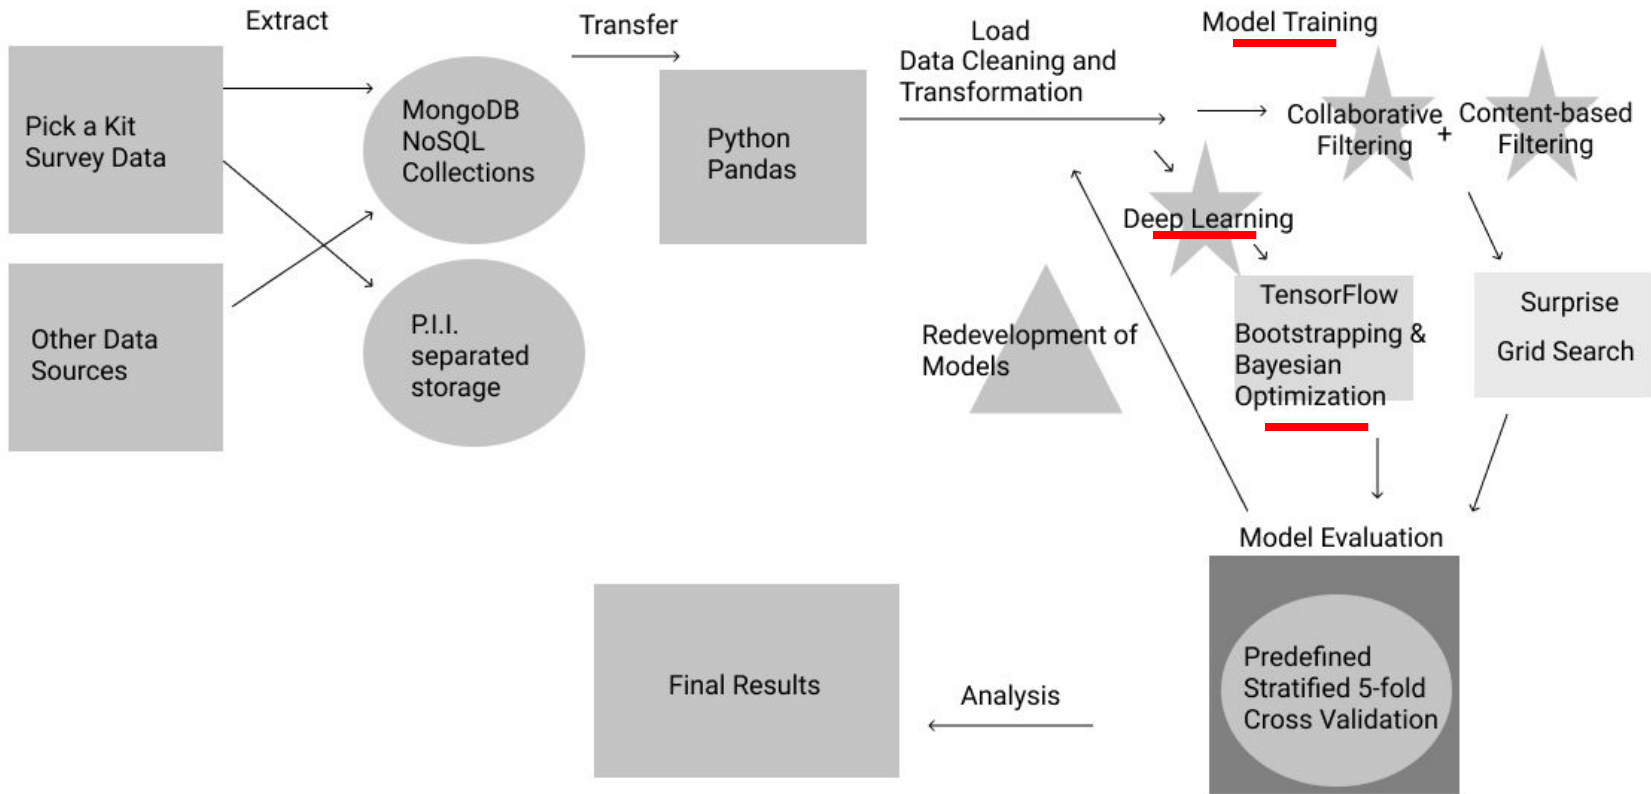 Extract
Transfer
Load
Data Cleaning and
Transformation
Model Training
Pick a Kit
Survey Data
MongoDB
NoSQL
Collections
Python
Pandas
Collaborative
Filtering
+
Content-based
Filtering
Deep Learning
Other Data
Sources
P.I.I.
separated
storage
Redevelopment of
Models
TensorFlow
Bootstrapping &
Bayesian
Optimization
Surprise
Grid Search
Model Evaluation
Predefined
Stratified 5-fold
Cross Validation
Analysis
Final Results